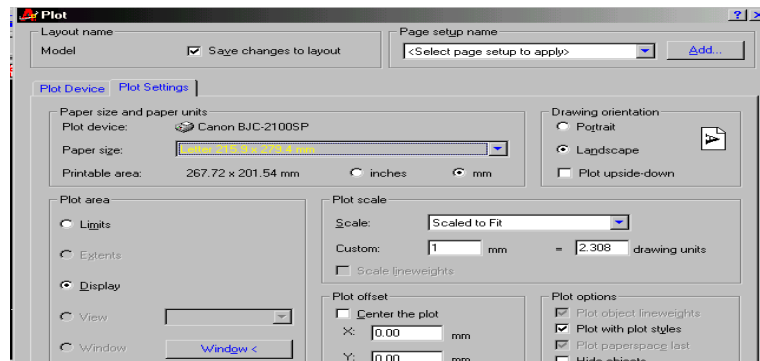 Plot
Layout name
Model
Save changes to layout
Page setup name
<Select page setup to apply>
Add...
Plot Device
Plot Settings
Paper size and paper units
Plot device: Canon BJC-2100SP
Paper size: Letter 215.9 x 279.4 mm
Printable area: 267.72 x 201.54 mm inches mm
Drawing orientation
Portrait
Landscape
Plot upside-down
A
Plot area
Limits
Extents
Display
View
Window
Window <
Plot scale
Scale: Scaled to Fit
Custom: 1 mm = 2.308 drawing units
Scale lineweights
Plot offset
Center the plot
X: 0.00 mm
Y: 0.00 mm
Plot options
Plot object lineweights
Plot with plot styles
Plot paperspace last
Hide objects